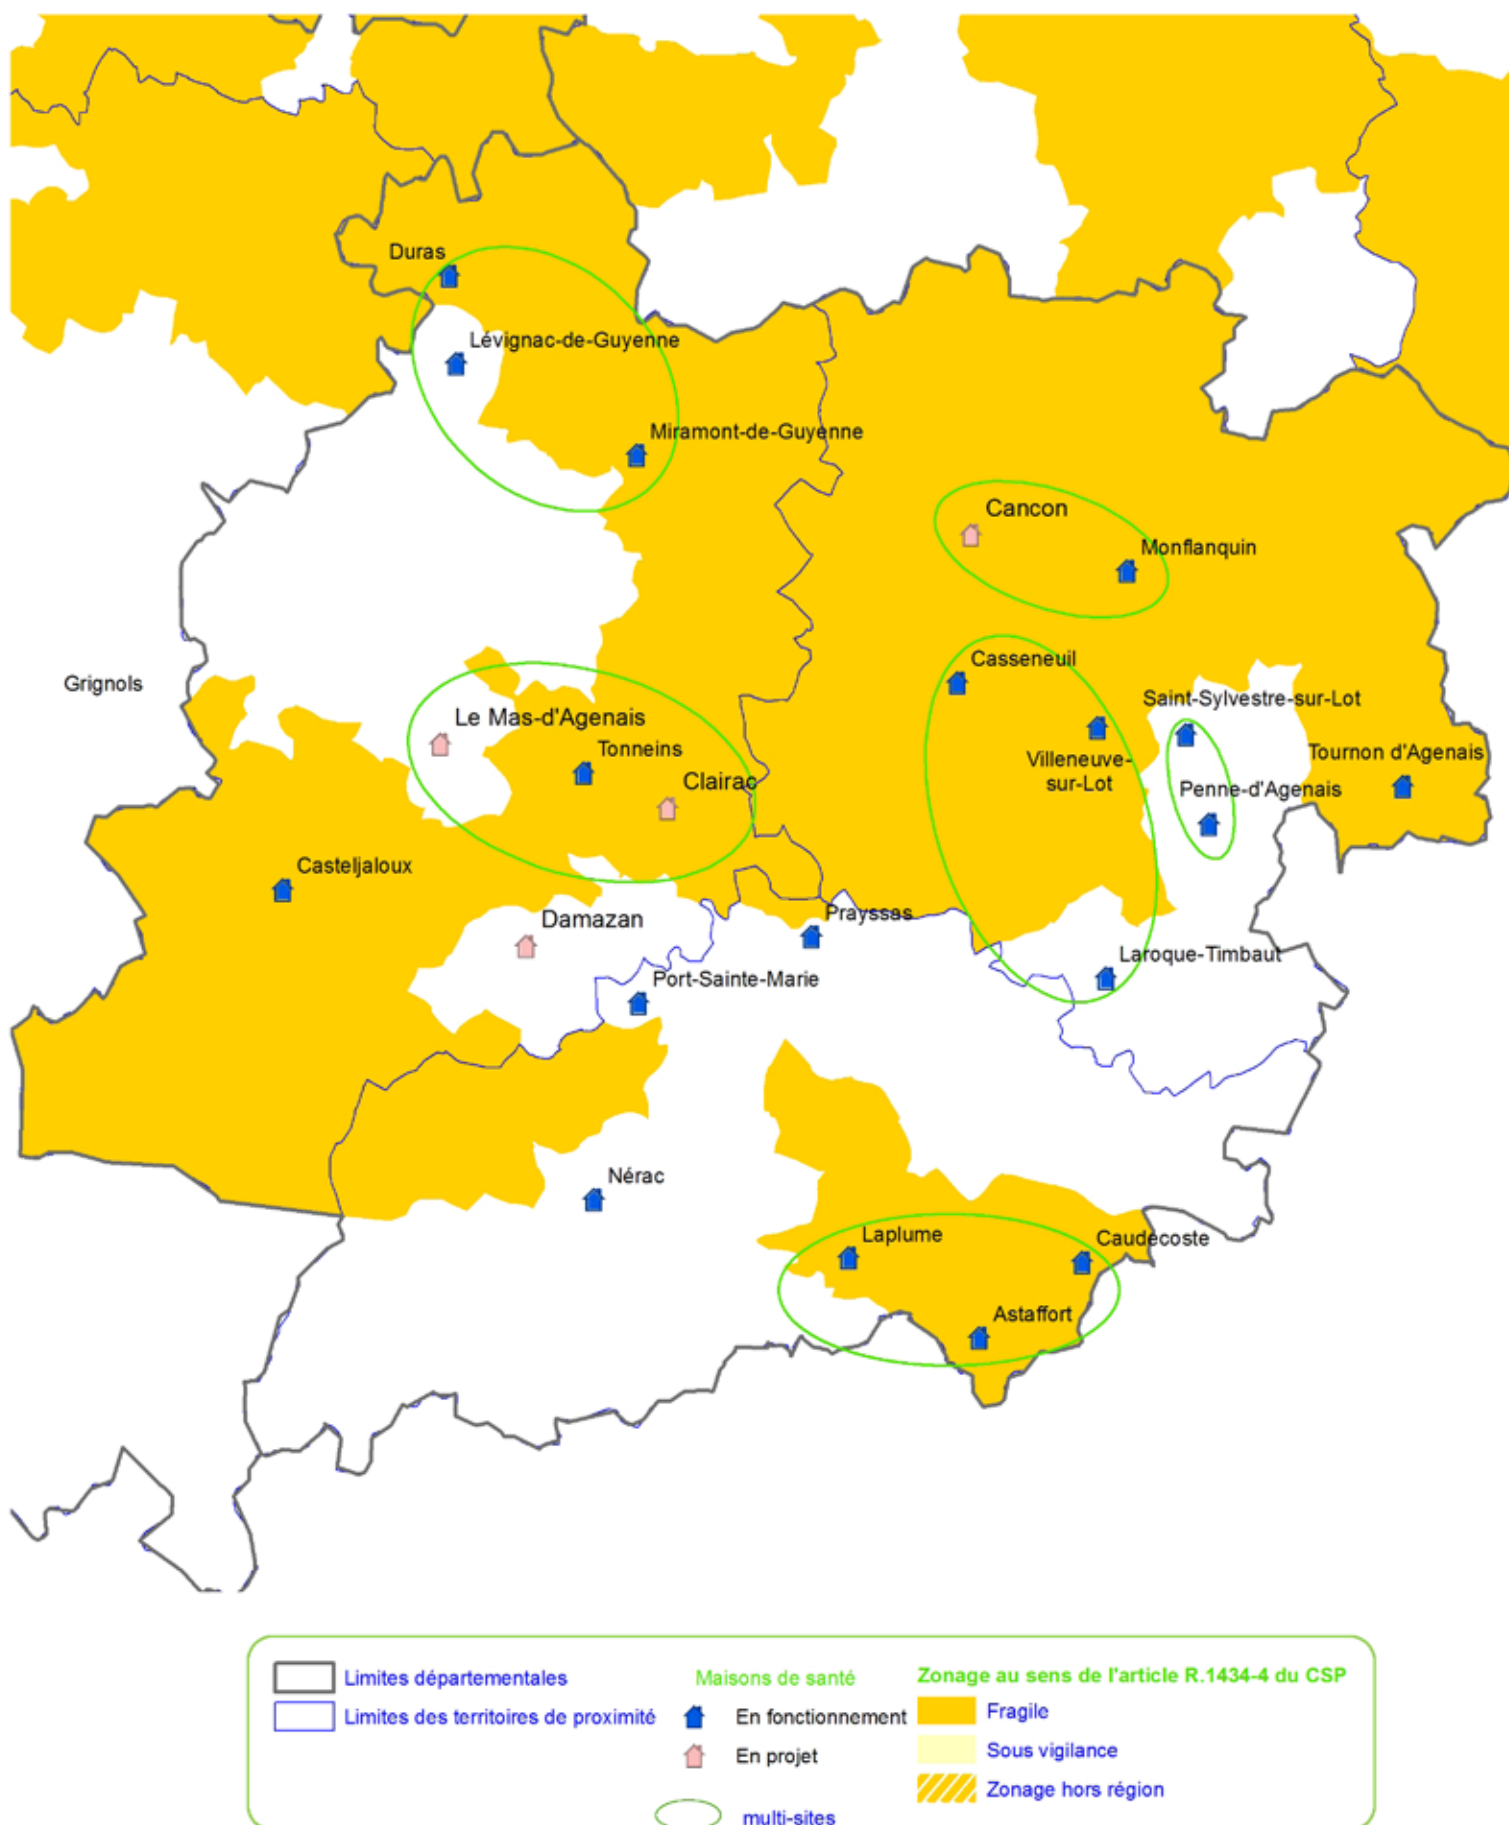 Duras
Lévignac-de-Guyenne
Miramont-de-Guyenne
Cancon
Monflanquin
Casseneuil
Grignols
Saint-Sylvestre-sur-Lot
Le Mas-d'Agenais
Tonneins
Villeneuve-
sur-Lot
Tournon d'Agenais
Clairac
Penne-d'Agenais
Casteljaloux
Damazan
Prayssas
Laroque-Timbaut
Port-Sainte-Marie
Nérac
Laplume
Caudecoste
Astaffort
Limites départementales
Limites des territoires de proximité
Maisons de santé
En fonctionnement
En projet
multi-sites
Zonage au sens de l'article R.1434-4 du CSP
Fragile
Sous vigilance
Zonage hors région